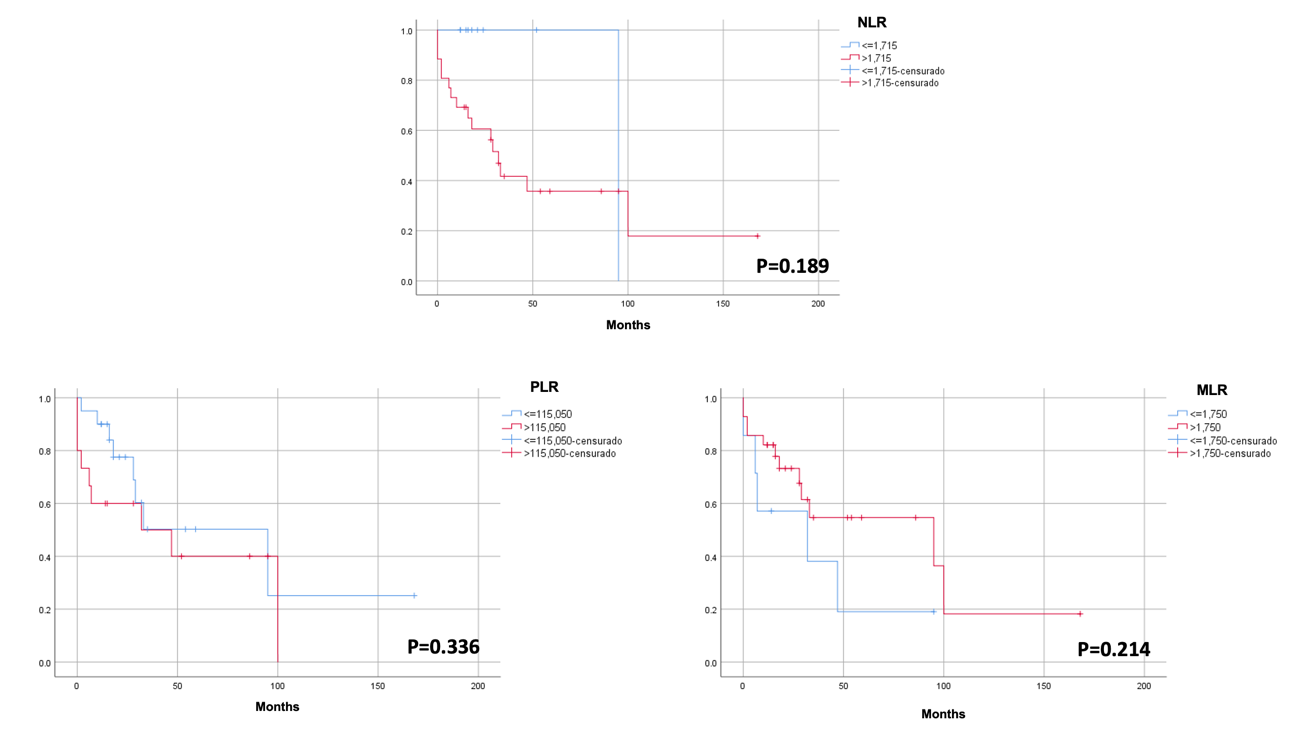 NLR
<=1,715
>1,715
<=1,715-censurado
>1,715-censurado
1.0
0.8
0.6
0.4
0.2
0.0
P=0.189
0 50 100 150 200
Months
PLR
<=115,050
>115,050
<=115,050-censurado
>115,050-censurado
1.0
0.8
0.6
0.4
0.2
0.0
P=0.336
0 50 100 150 200
Months
MLR
<=1,750
>1,750
<=1,750-censurado
>1,750-censurado
1.0
0.8
0.6
0.4
0.2
0.0
P=0.214
0 50 100 150 200
Months